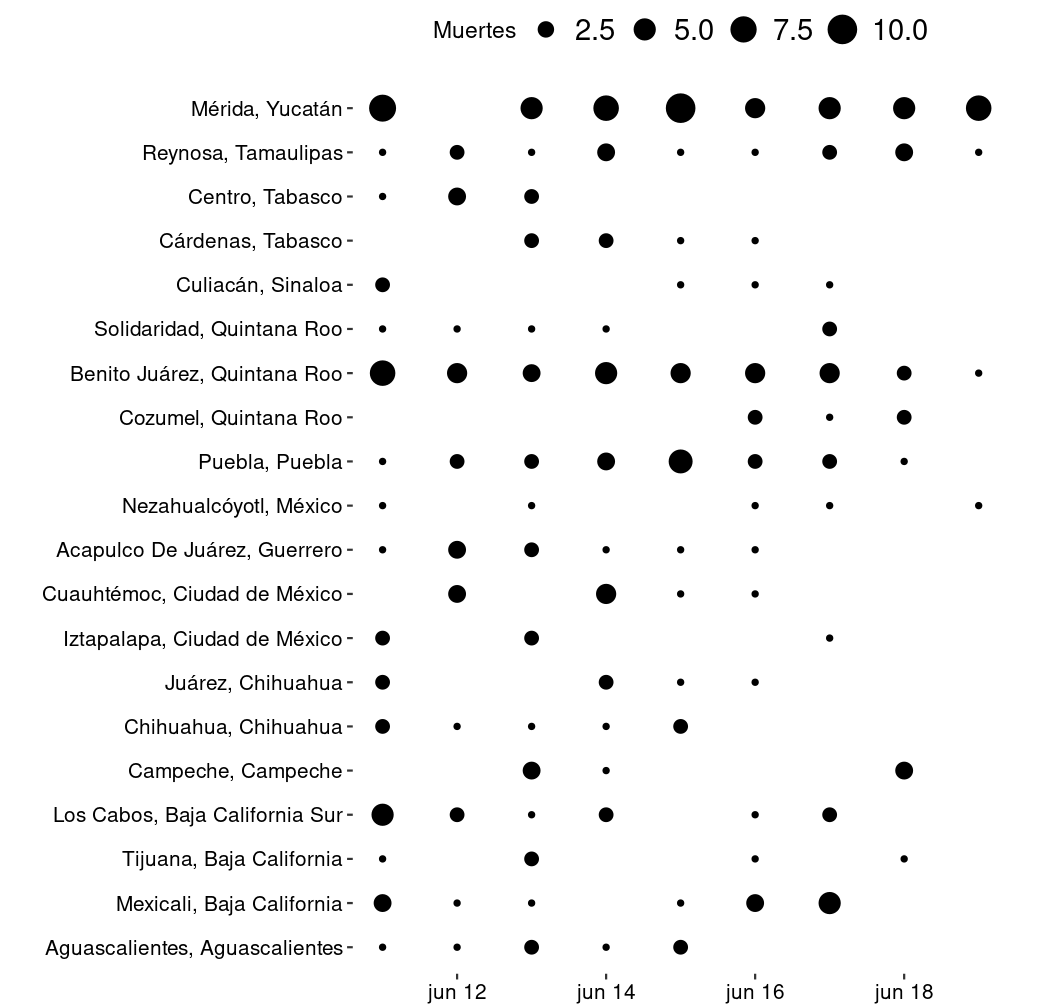 Muertes 2.5 5.0 7.5 10.0
Mérida, Yucatán
Reynosa, Tamaulipas
Centro, Tabasco
Cárdenas, Tabasco
Culiacán, Sinaloa
Solidaridad, Quintana Roo
Benito Juárez, Quintana Roo
Cozumel, Quintana Roo
Puebla, Puebla
Nezahualcóyotl, México
Acapulco De Juárez, Guerrero
Cuauhtémoc, Ciudad de México
Iztapalapa, Ciudad de México
Juárez, Chihuahua
Chihuahua, Chihuahua
Campeche, Campeche
Los Cabos, Baja California Sur
Tijuana, Baja California
Mexicali, Baja California
Aguascalientes, Aguascalientes
jun 12 jun 14 jun 16 jun 18